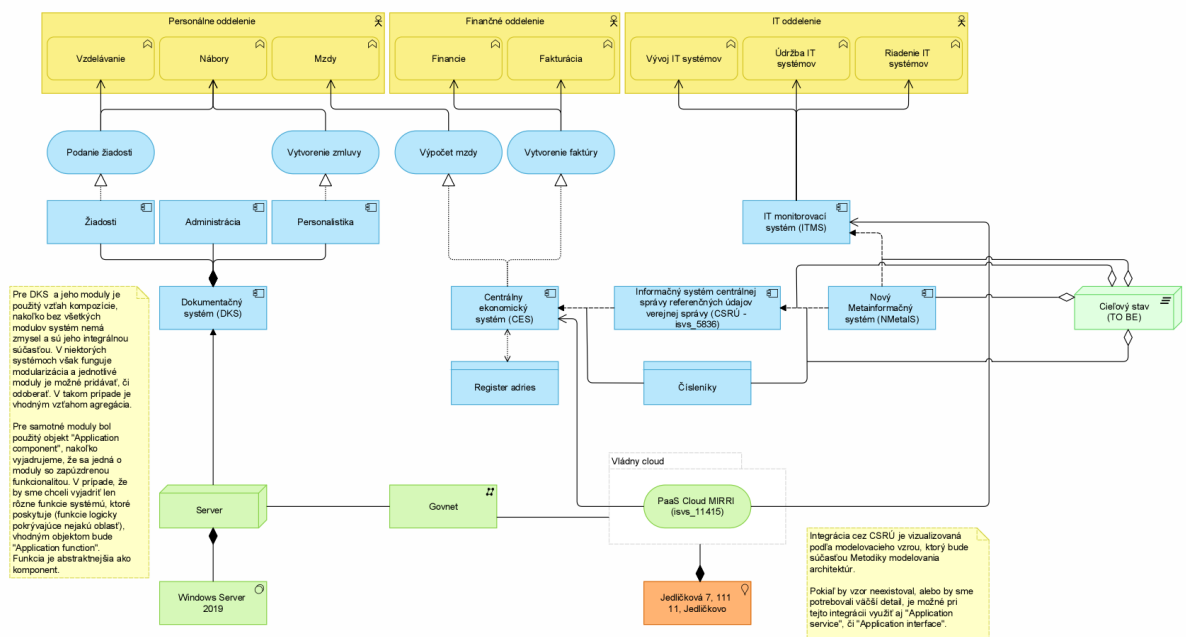 Personálne oddelenie
Finančné oddelenie
IT oddelenie
Vzdelávanie
Nábory
Mzdy
Financie
Fakturácia
Vývoj IT systémov
Údržba IT
systémov
Riadenie IT
systémov
Podanie žiadosti
Vytvorenie zmluvy
Výpočet mzdy
Vytvorenie faktúry
Žiadosti
Administrácia
Personalistika
IT monitorovací
systém (ITMS)
Pre DKS a jeho moduly je
použitý vzťah kompozície,
nakoľko bez všetkých
modulov systém nemá
zmysel a sú jeho integrálnu
súčasťou. V niektorých
systémoch však funguje
modularizácia a jednotlivé
moduly je možné pridávať, či
odoberať. V takom prípade je
vhodným vzťahom agregácia.
Pre samotné moduly bol
použitý objekt "Application
component", nakoľko
vyjadrujeme, že sa jedná o
moduly so zapúzdrenou
funkcionalitou. V prípade, že
by sme chceli vyjadriť len
rôzne funkcie systému, ktoré
poskytuje (funkcie logicky
pokrývajúce nejakú oblasť),
vhodným objektom bude
"Application function".
Funkcia je abstraktnejšia ako
komponent.
Dokumentačný
systém (DKS)
Centrálny
ekonomický
systém (CES)
Informačný systém centrálnej
správy referenčných údajov
verejnej správy (CSRÚ -
isvs_5836)
Nový
Metainformačný
systém (NMetaIS)
Cieľový stav
(TO BE)
Register adries
Čísleníky
Vládny cloud
Server
Govnet
PaaS Cloud MIRRI
(isvs_11415)
Windows Server
2019
Jedlíčková 7, 111
11, Jedličkovo
Integrácia cez CSRÚ je vizualizovaná
podľa modelovacieho vzoru, ktorý bude
súčasťou Metodiky modelovania
architektúr.
Pokiaľ by vzor neexistoval, alebo by sme
potrebovali väčší detail, je možné pri
tejto integrácii využiť aj "Application
service", či "Application interface".